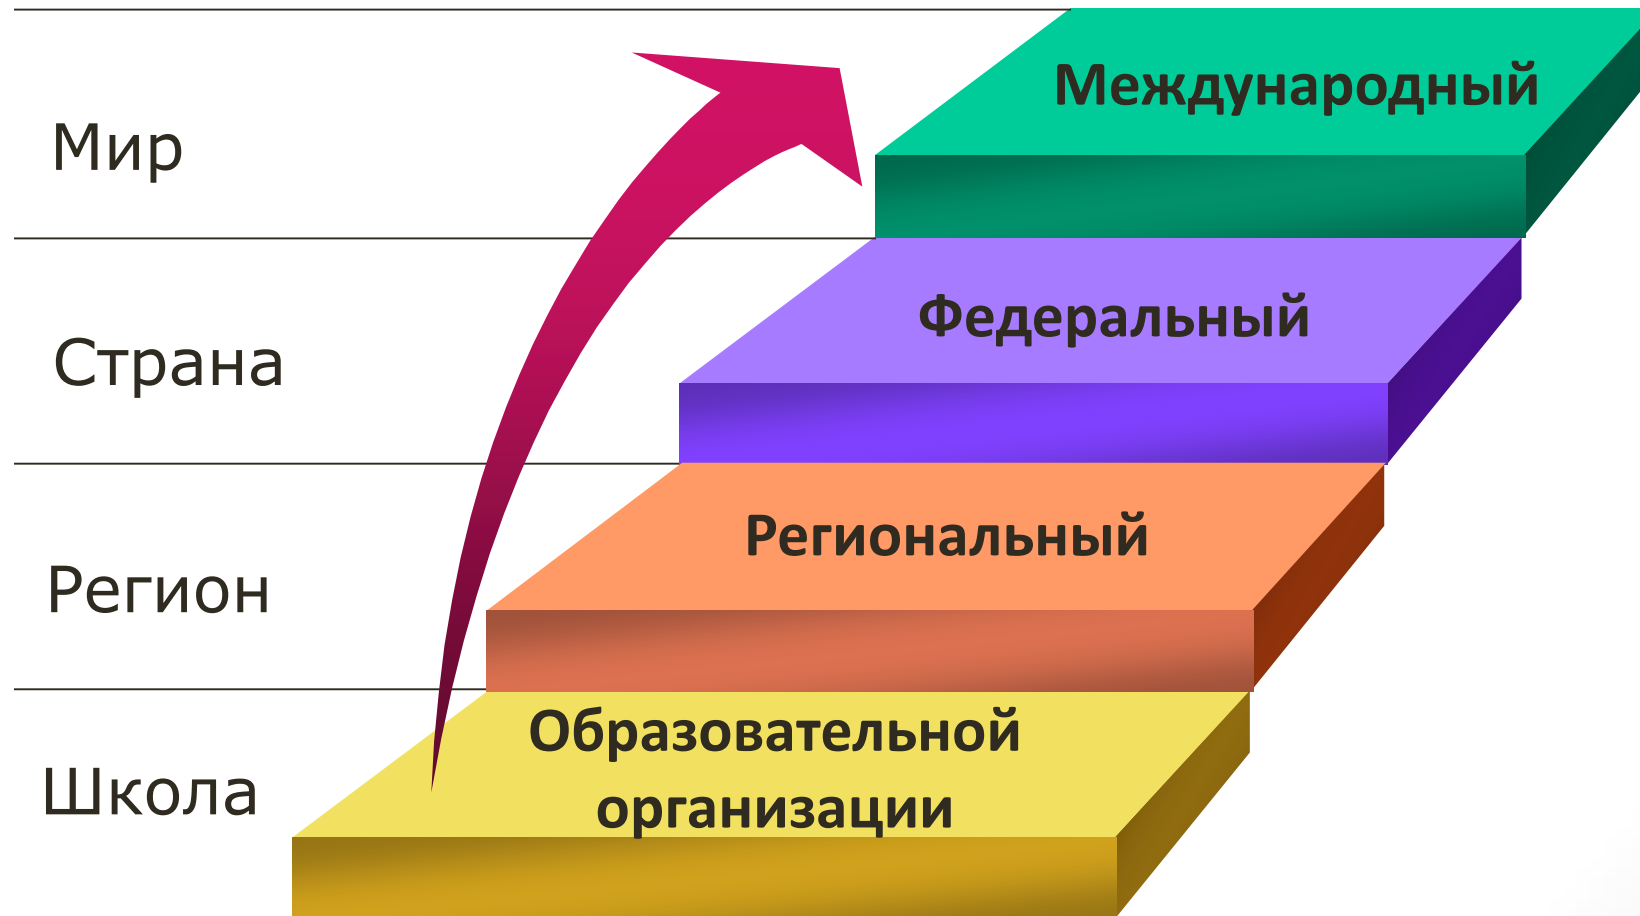 Мир
Международный
Страна
Федеральный
Регион
Региональный
Школа
Образовательной
организации